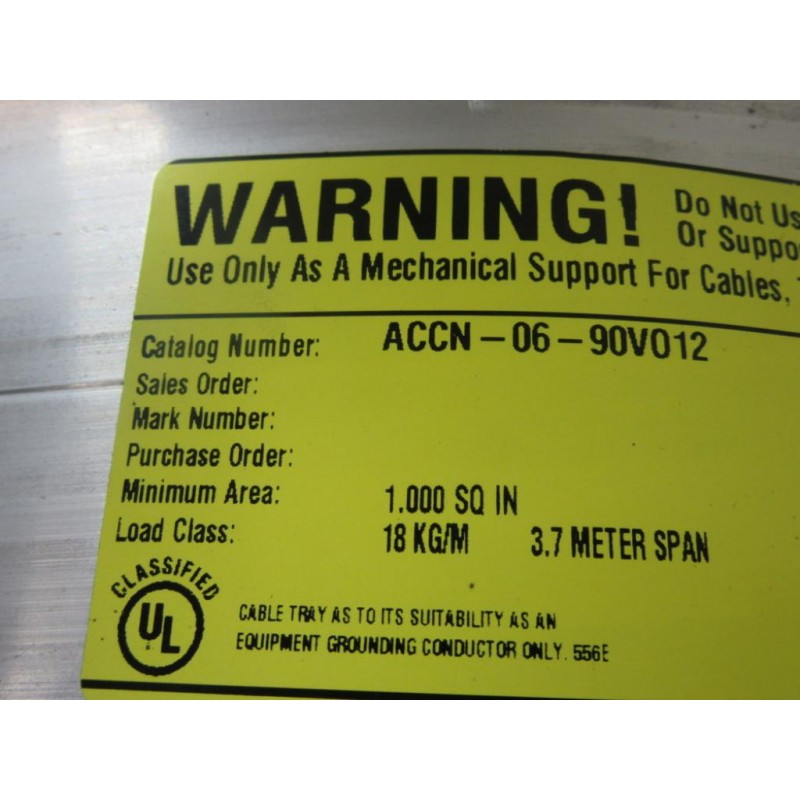 WARNING!
Do Not Us
Or Suppo
Use Only As A Mechanical Support For Cables,
Catalog Number: ACCN-06-90VO12
Sales Order:
Mark Number:
Purchase Order:
Minimum Area: 1.000 SQ IN
Load Class: 18 KG/M 3.7 METER SPAN
CLASSIFIED
UL
CABLE TRAY AS TO ITS SUITABILITY AS AN
EQUIPMENT GROUNDING CONDUCTOR ONLY. 556E